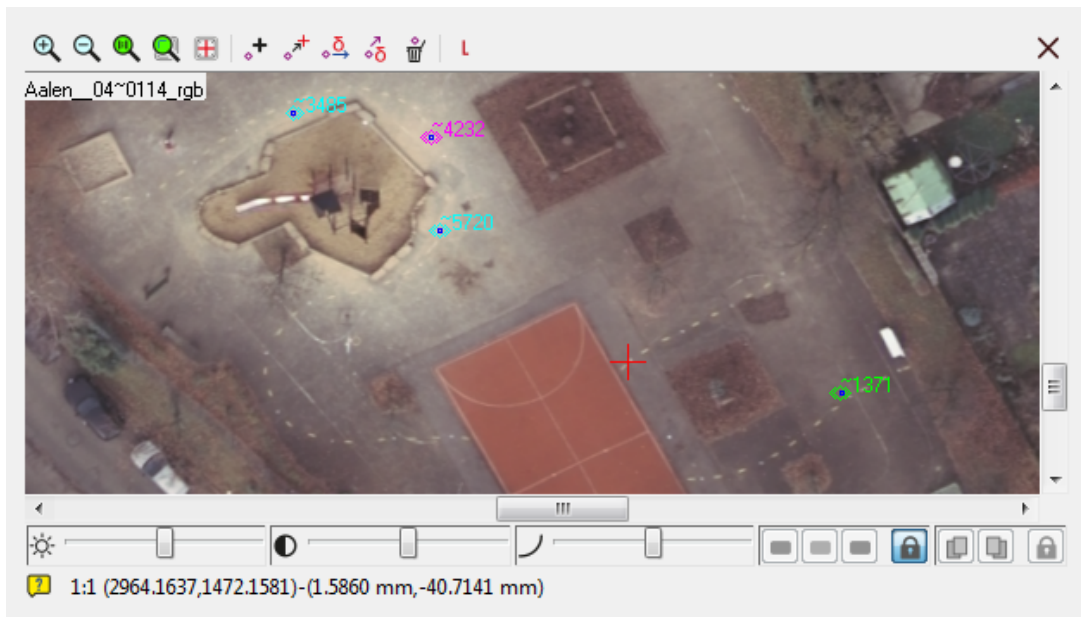 Aalen__04~0114_rgb
~3485
~4232
~5720
~1371
1:1 (2964.1637,1472.1581)-(1.5860 mm,-40.7141 mm)